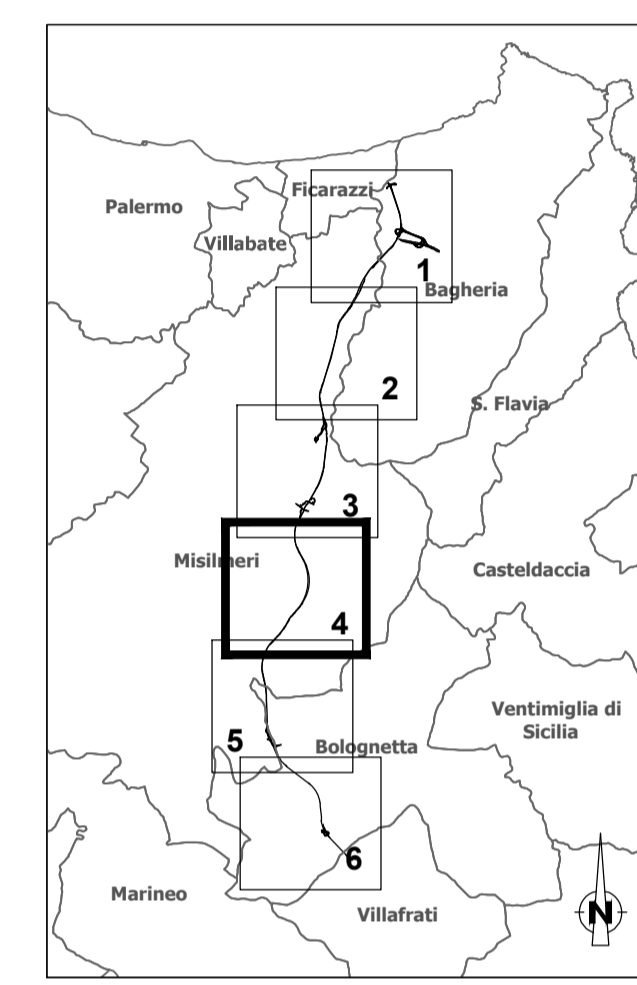 Palermo
Ficarazzi
Villabate
1
Bagheria
2
S. Flavia
3
Misilmeri
Casteldaccia
4
Ventimiglia di
Sicilia
5
Bolognetta
6
Marineo
Villafrati
N